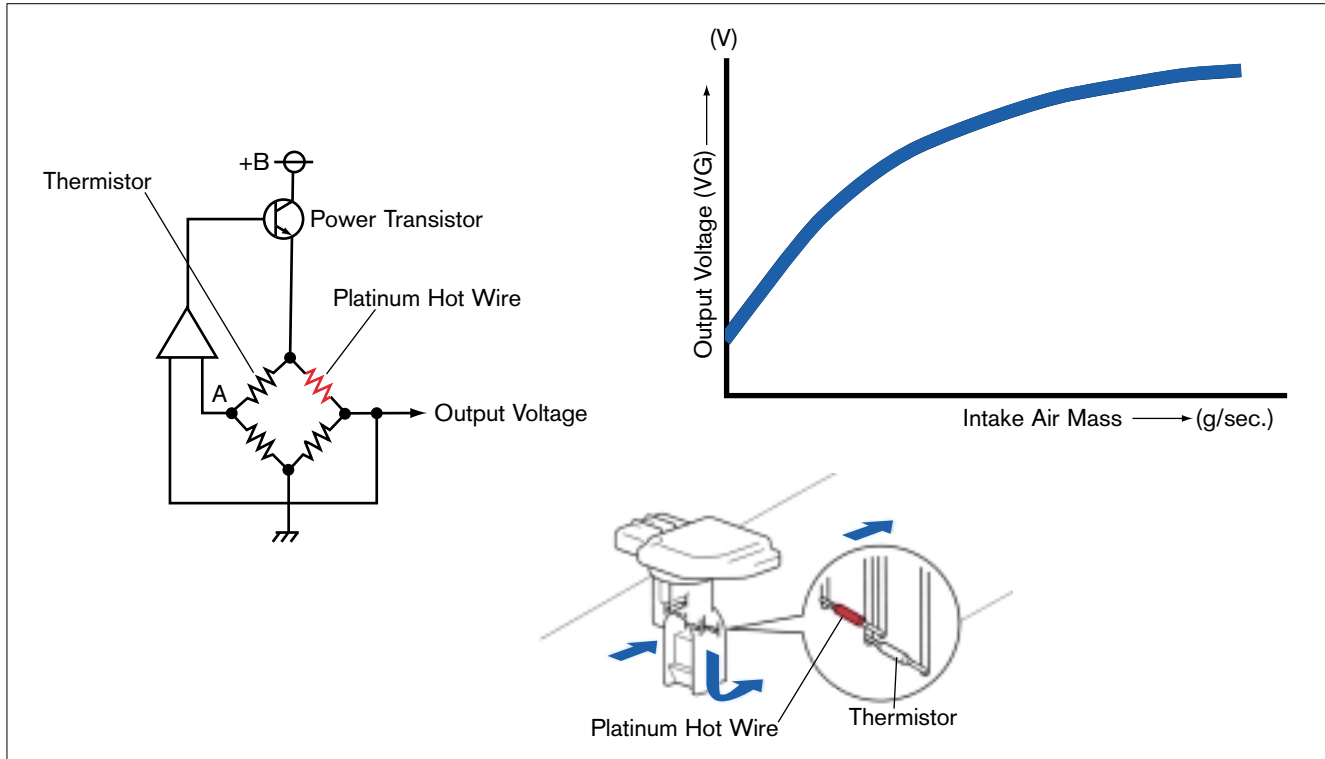 +B
Thermistor
Power Transistor
Platinum Hot Wire
A
Output Voltage
(V)
Output Voltage (VG)
Intake Air Mass
(g/sec.)
Platinum Hot Wire
Thermistor